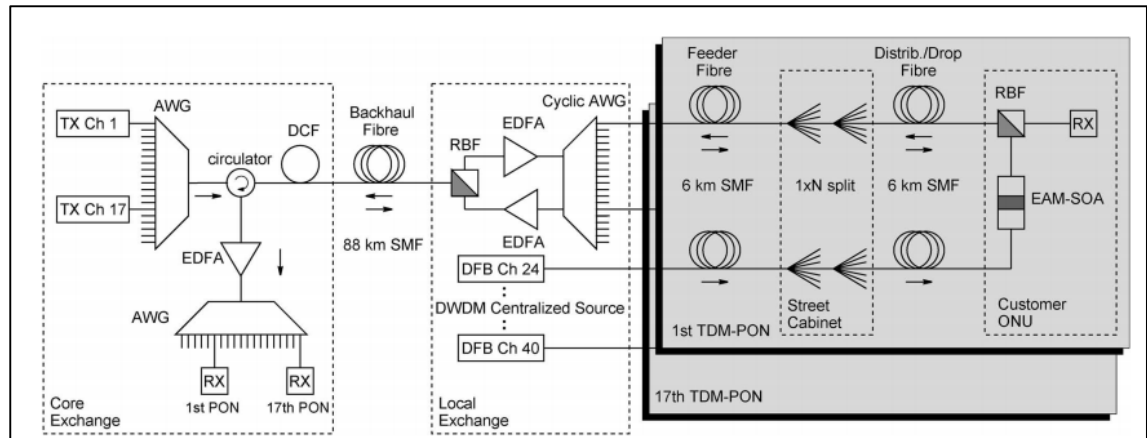 AWG
TX Ch 1
TX Ch 17
circulator
DCF
EDFA
AWG
RX
RX
1st PON
17th PON
Core
Exchange
Backhaul
Fibre
88 km SMF
RBF
EDFA
Cyclic AWG
EDFA
DFB Ch 24
DWDM Centralized Source
DFB Ch 40
Local
Exchange
Feeder
Fibre
Distrib./Drop
Fibre
RBF
RX
6 km SMF
1xN split
6 km SMF
EAM-SOA
Street
Cabinet
Customer
ONU
1st TDM-PON
17th TDM-PON